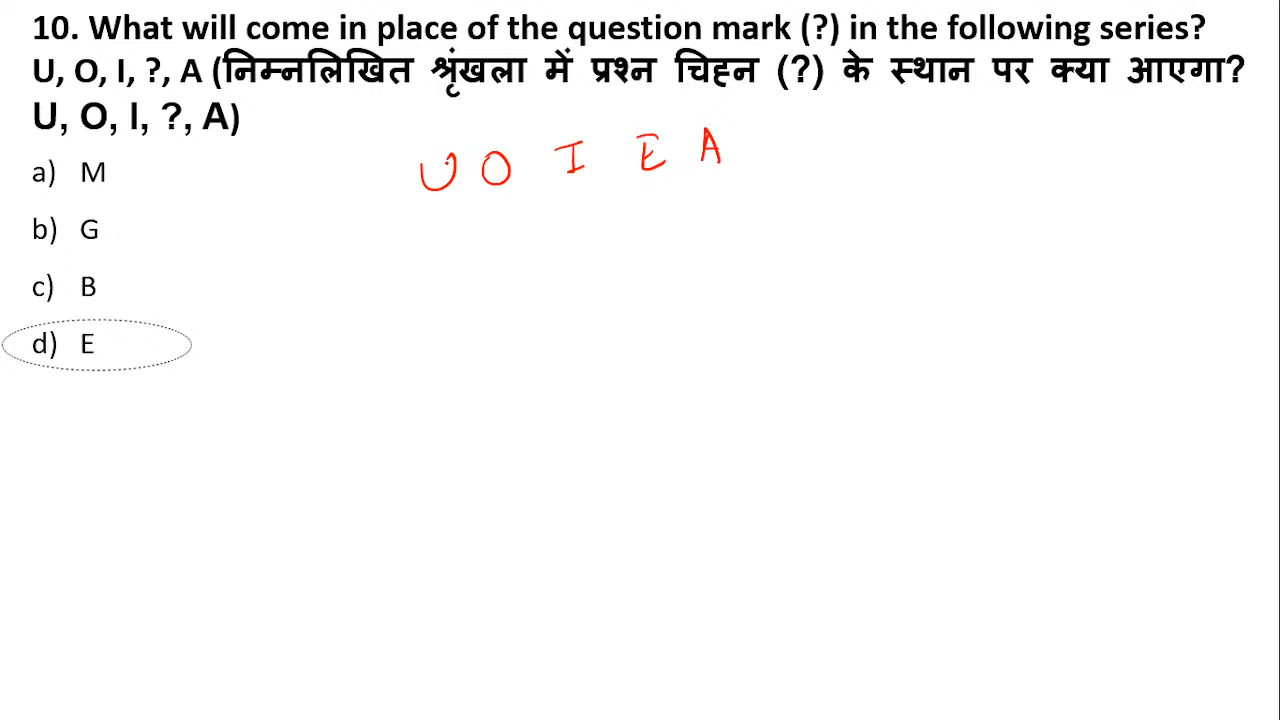 10. What will come in place of the question mark (?) in the following series?
U, O, I, ?, A (निम्नलिखित श्रृंखला में प्रश्न चिह्न (?) के स्थान पर क्या आएगा?
U, O, I, ?, A)
U O I E A
a) M
b) G
c) B
d) E